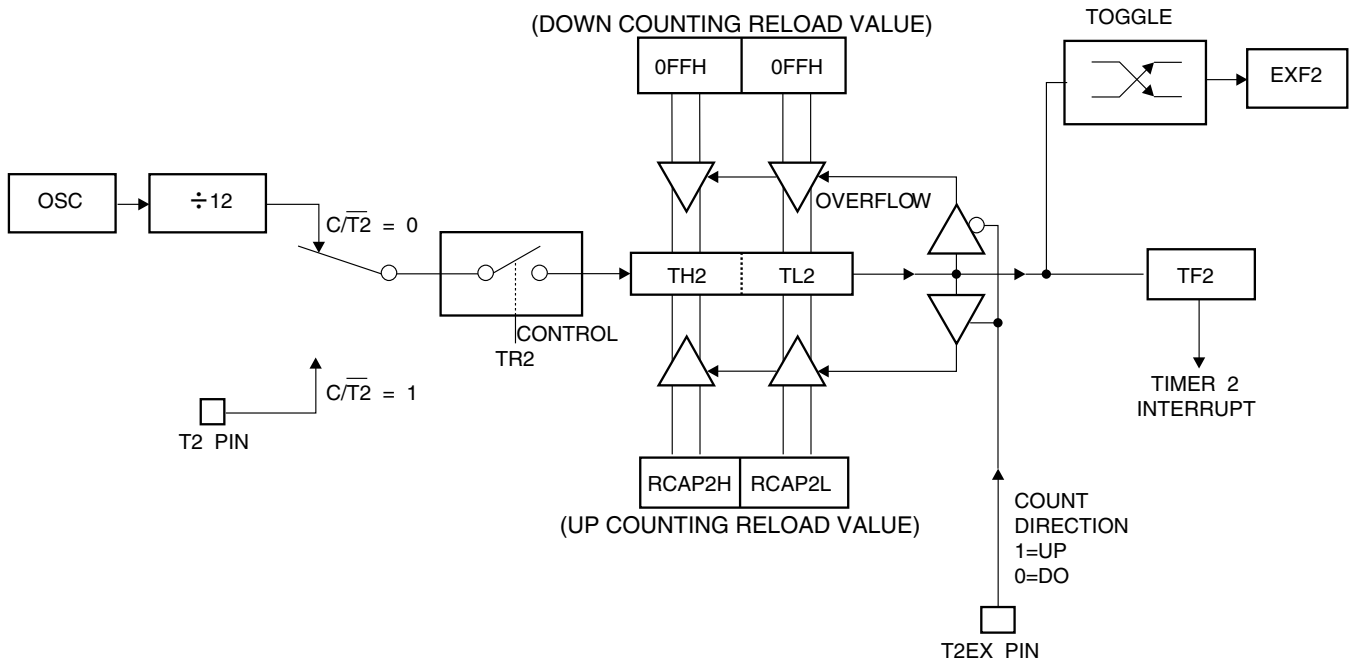 (DOWN COUNTING RELOAD VALUE)
TOGGLE
0FFH 0FFH
EXF2
OSC
÷12
OVERFLOW
C/T2̅ = 0
TH2 TL2
TF2
CONTROL
TR2
C/T2̅ = 1
T2 PIN
TIMER 2
INTERRUPT
RCAP2H RCAP2L
(UP COUNTING RELOAD VALUE)
COUNT
DIRECTION
1=UP
0=DO
T2EX PIN